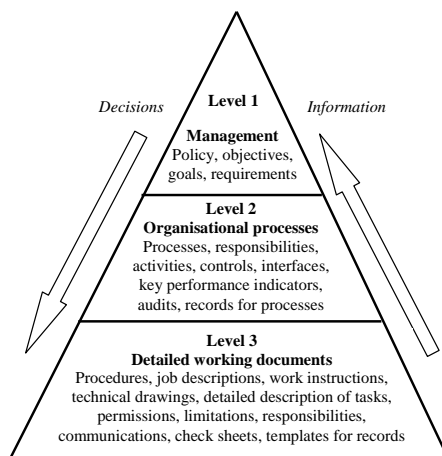 Decisions
Level 1
Information
Management
Policy, objectives,
goals, requirements
Level 2
Organisational processes
Processes, responsibilities,
activities, controls, interfaces,
key performance indicators,
audits, records for processes
Level 3
Detailed working documents
Procedures, job descriptions, work instructions,
technical drawings, detailed description of tasks,
permissions, limitations, responsibilities,
communications, check sheets, templates for records